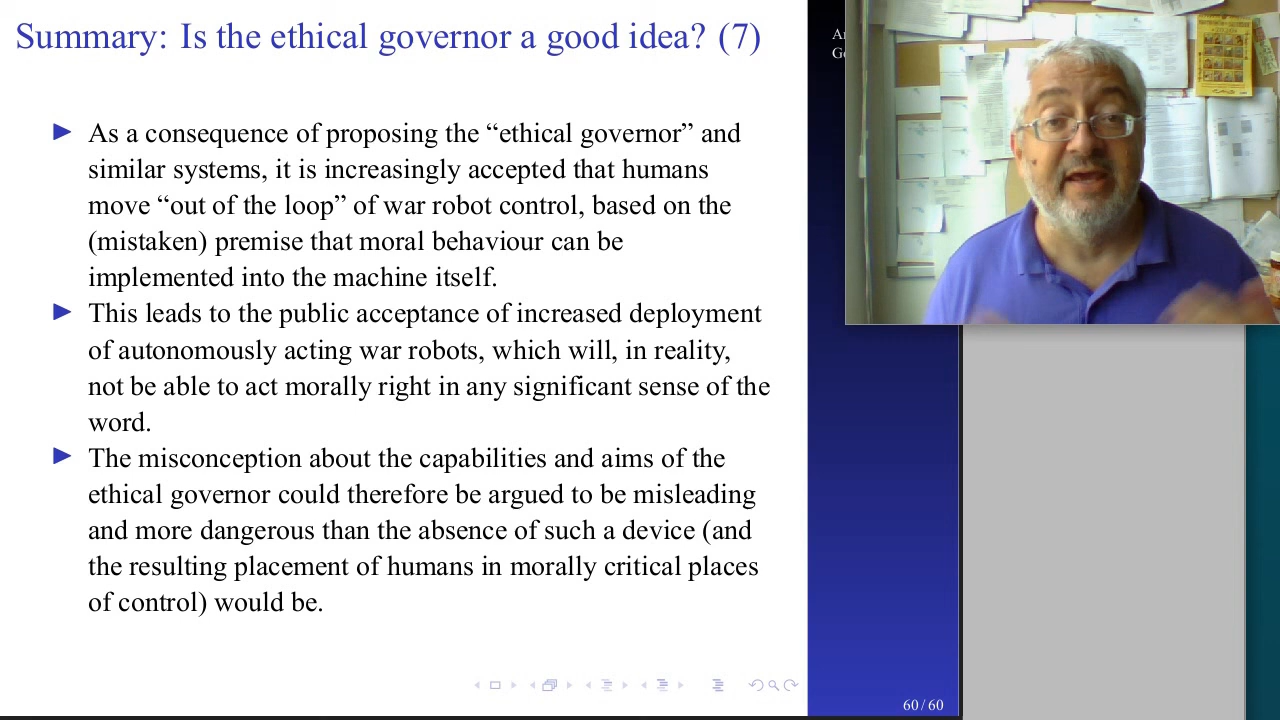 Summary: Is the ethical governor a good idea? (7)
As a consequence of proposing the “ethical governor” and
similar systems, it is increasingly accepted that humans
move “out of the loop” of war robot control, based on the
(mistaken) premise that moral behaviour can be
implemented into the machine itself.
This leads to the public acceptance of increased deployment
of autonomously acting war robots, which will, in reality,
not be able to act morally right in any significant sense of the
word.
The misconception about the capabilities and aims of the
ethical governor could therefore be argued to be misleading
and more dangerous than the absence of such a device (and
the resulting placement of humans in morally critical places
of control) would be.
60 / 60